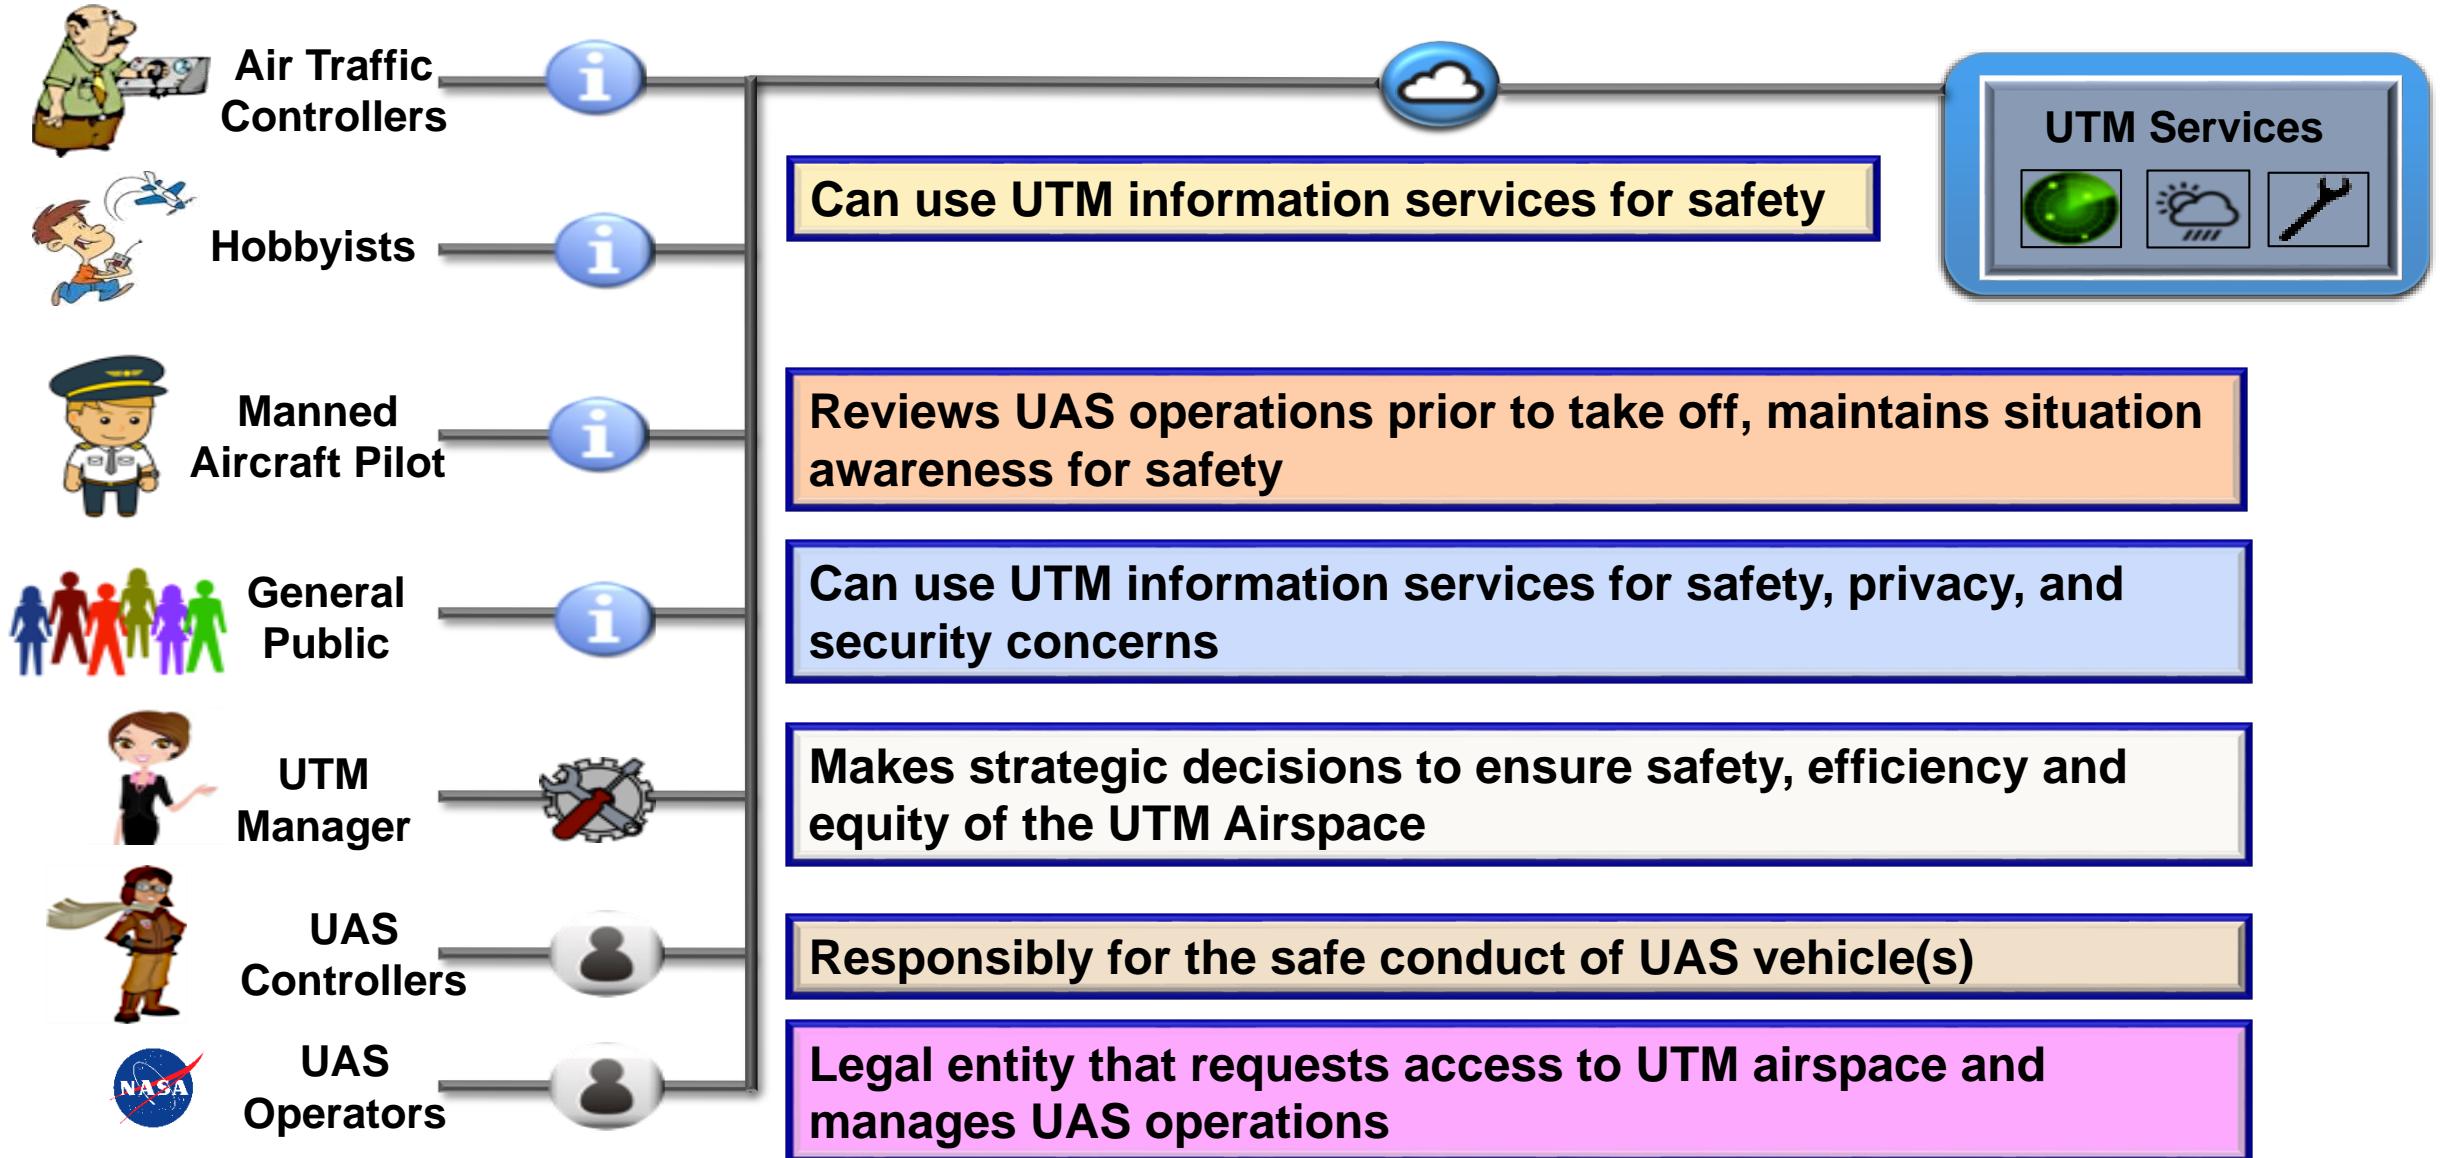 Air Traffic
Controllers
UTM Services
Can use UTM information services for safety
Hobbyists
Manned
Aircraft Pilot
Reviews UAS operations prior to take off, maintains situation
awareness for safety
General
Public
Can use UTM information services for safety, privacy, and
security concerns
UTM
Manager
Makes strategic decisions to ensure safety, efficiency and
equity of the UTM Airspace
UAS
Controllers
Responsibly for the safe conduct of UAS vehicle(s)
NASA
UAS
Operators
Legal entity that requests access to UTM airspace and
manages UAS operations